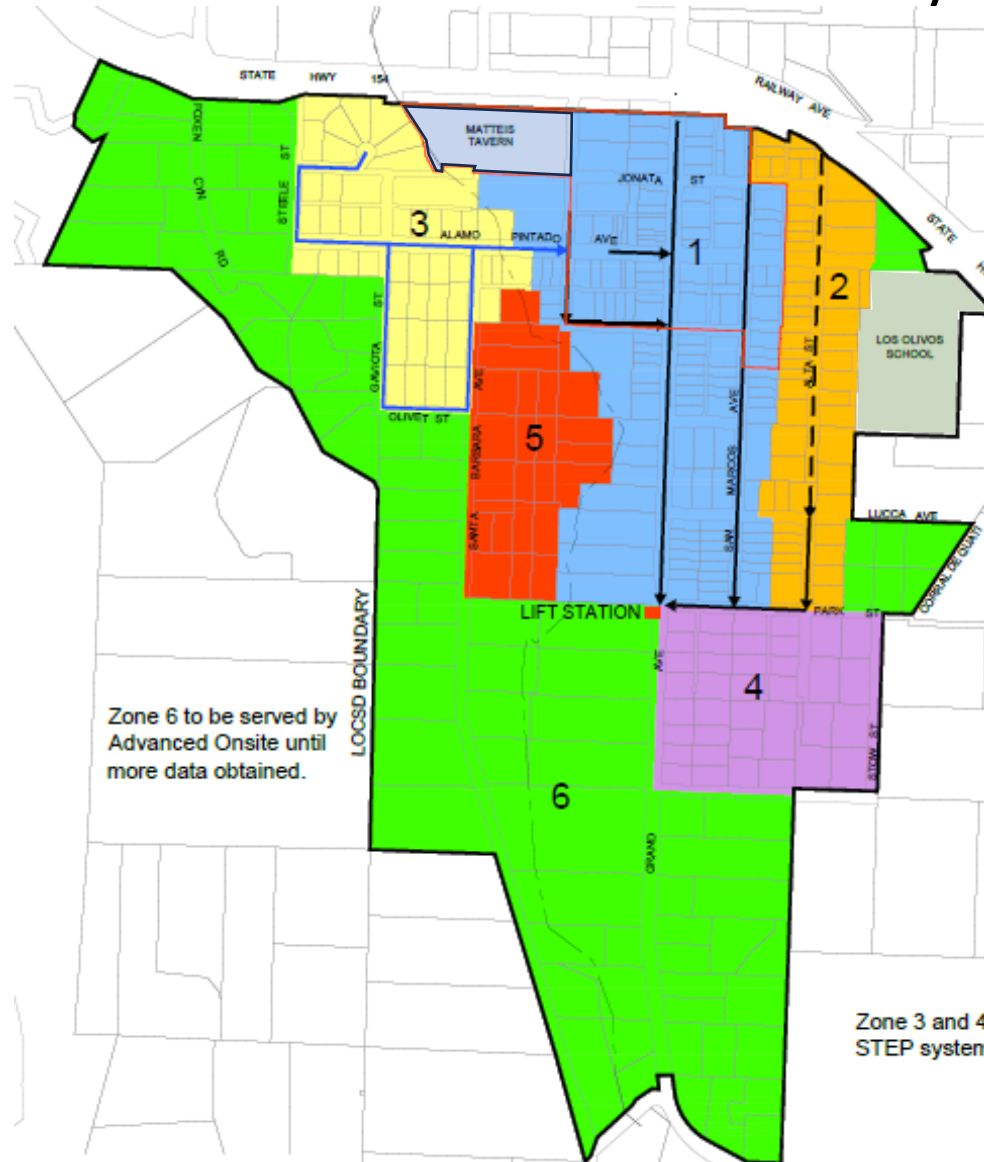 STATE HWY 154
RAILWAY AVE
MATTEIS
TAVERN
FOXEN CYN RD
STEELE ST
JONATA ST
3
ALAMO PINTADO AVE
1
2
STATE
LOS OLIVOS
SCHOOL
GAVIOTA ST
ALTA ST
OLIVET ST
SANTA BARBARA AVE
5
SAN MARCOS AVE
LUCCA AVE
CORRAL DE QUATI
LIFT STATION
PARK ST
LOCSD BOUNDARY
4
STOW ST
Zone 6 to be served by
Advanced Onsite until
more data obtained.
6
GRAND AVE
Zone 3 and 4
STEP system